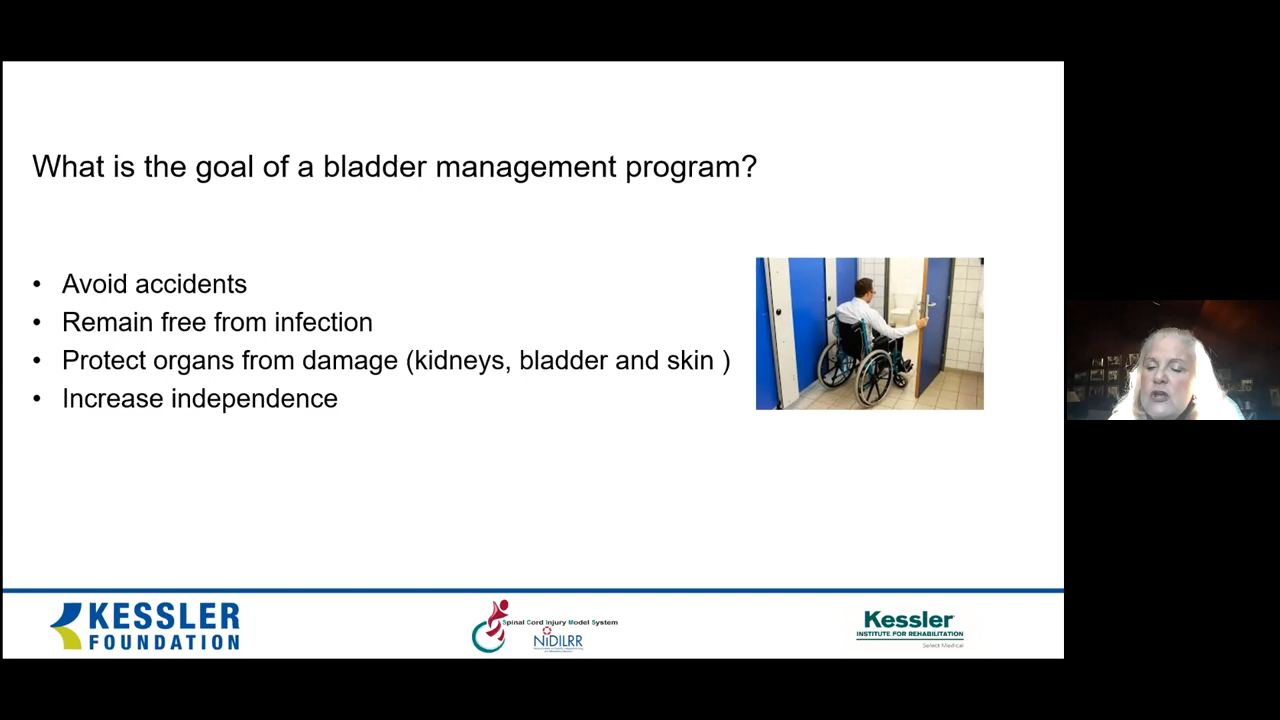 What is the goal of a bladder management program?
• Avoid accidents
• Remain free from infection
• Protect organs from damage (kidneys, bladder and skin )
• Increase independence
KESSLER
FOUNDATION
Spinal Cord Injury Model System
NIDILRR
Kessler
INSTITUTE FOR REHABILITATION
Select Medical